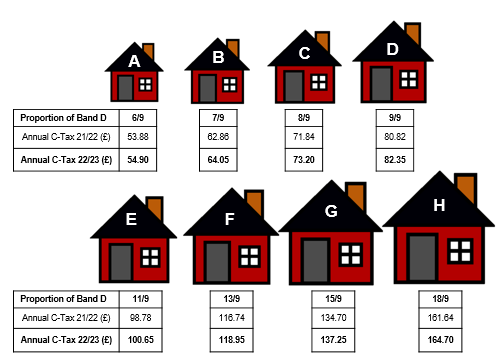 A
B
C
D
Proportion of Band D 6/9 7/9 8/9 9/9
Annual C-Tax 21/22 (£) 53.88 62.86 71.84 80.82
Annual C-Tax 22/23 (£) 54.90 64.05 73.20 82.35
E
F
G
H
Proportion of Band D 11/9 13/9 15/9 18/9
Annual C-Tax 21/22 (£) 98.78 116.74 134.70 161.64
Annual C-Tax 22/23 (£) 100.65 118.95 137.25 164.70